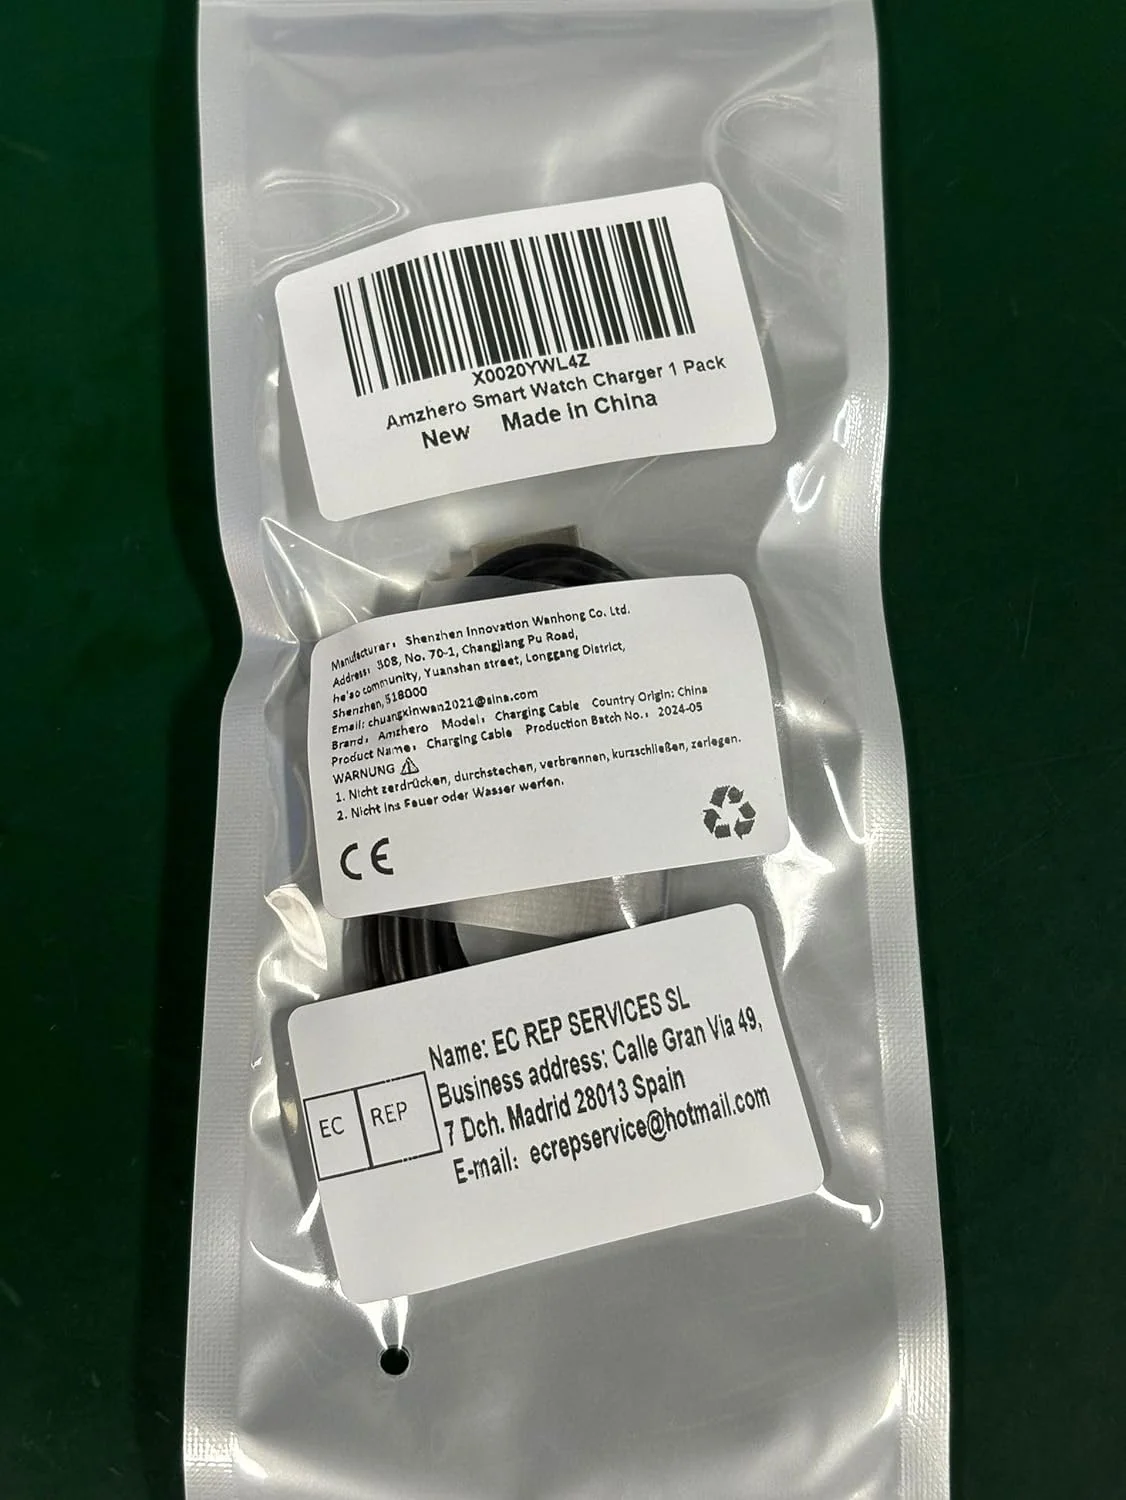 X0020YWL4Z
Amzhero Smart Watch Charger 1 Pack
New Made in China
Manufacturer: Shenzhen Innovation Wanhong Co. Ltd.
Address: 308, No. 70-1, Changjiang Pu Road,
he'ao community, Yuanshan street, Longgang District,
Shenzhen, 518000
Email: chuangxinwan2021@sina.com
Brand: Amzhero Model: Charging Cable Country Origin: China
Product Name: Charging Cable Production Batch No.: 2024-05
WARNUNG
1. Nicht zerdrücken, durchstechen, verbrennen, kurzschließen, zerlegen.
2. Nicht ins Feuer oder Wasser werfen.
CE
EC REP
Name: EC REP SERVICES SL
Business address: Calle Gran Via 49,
7 Dch. Madrid 28013 Spain
E-mail: ecrepservice@hotmail.com